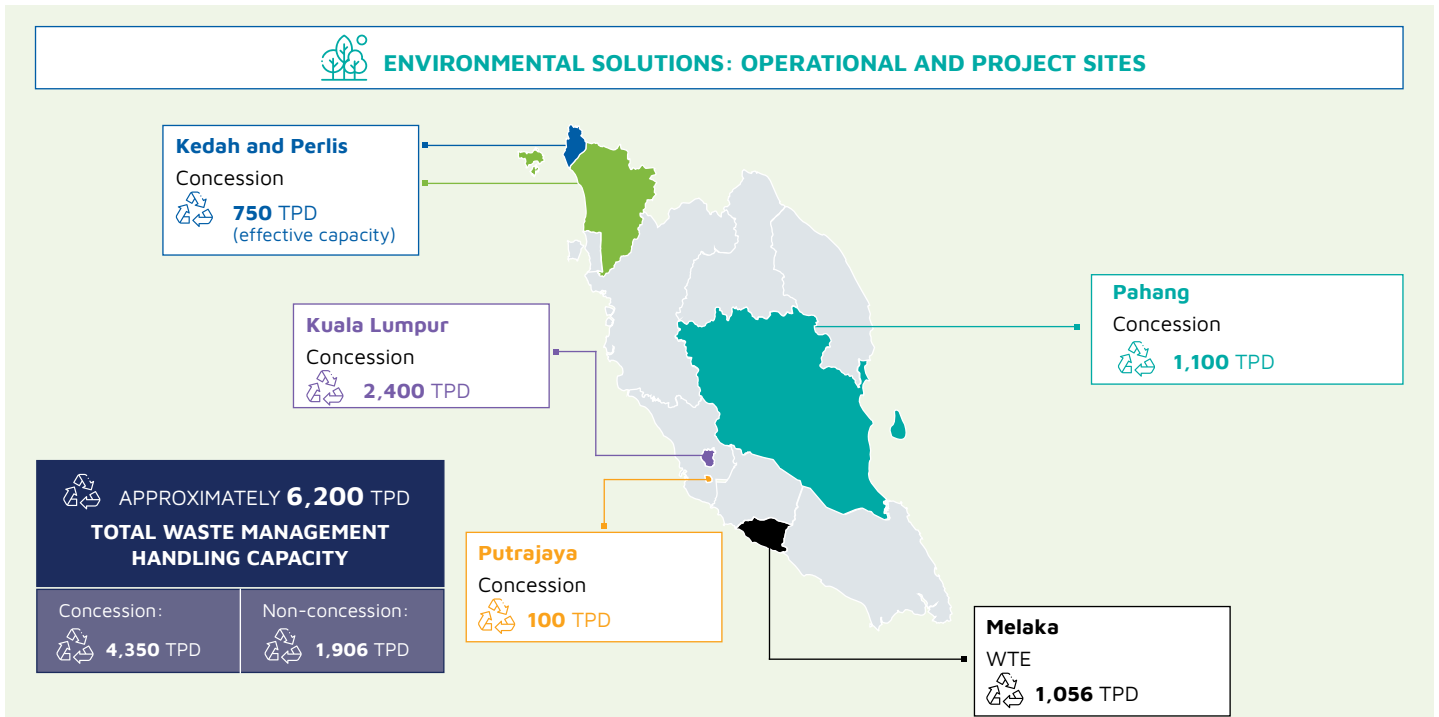 ENVIRONMENTAL SOLUTIONS: OPERATIONAL AND PROJECT SITES
Kedah and Perlis
Concession
750 TPD
(effective capacity)
Kuala Lumpur
Concession
2,400 TPD
Pahang
Concession
1,100 TPD
APPROXIMATELY 6,200 TPD
TOTAL WASTE MANAGEMENT
HANDLING CAPACITY
Concession:
4,350 TPD
Non-concession:
1,906 TPD
Putrajaya
Concession
100 TPD
Melaka
WTE
1,056 TPD